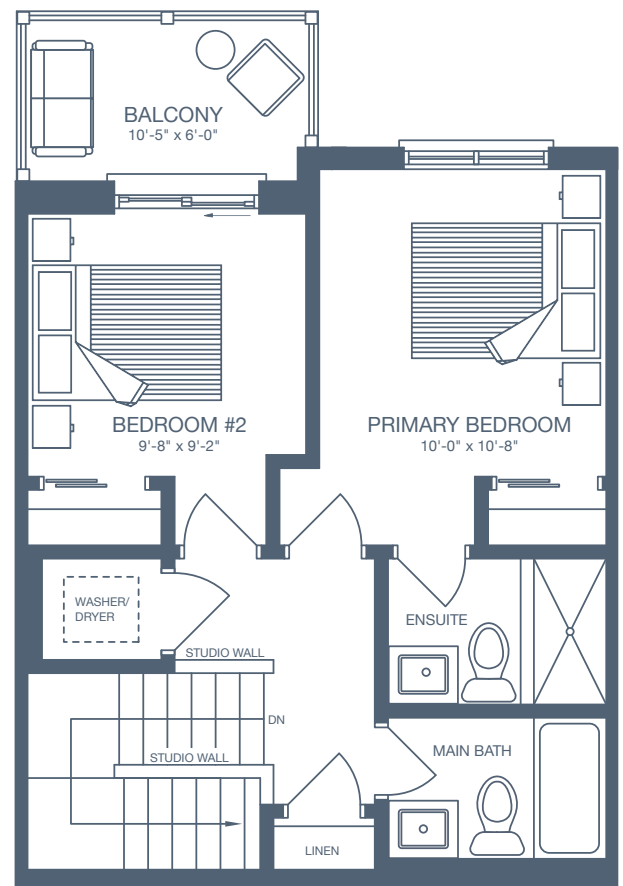 BALCONY
10'-5" x 6'-0"
BEDROOM #2
9'-8" x 9'-2"
PRIMARY BEDROOM
10'-0" x 10'-8"
WASHER/
DRYER
ENSUITE
STUDIO WALL
DN
STUDIO WALL
MAIN BATH
LINEN